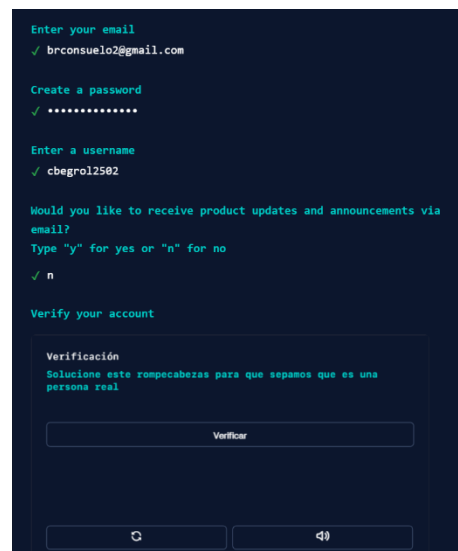 Enter your email
✓ brconsuelo2@gmail.com
Create a password
✓ ••••••••••••••
Enter a username
✓ cbegrol2502
Would you like to receive product updates and announcements via
email?
Type "y" for yes or "n" for no
✓ n
Verify your account
Verificación
Solucione este rompecabezas para que sepamos que es una
persona real
Verificar